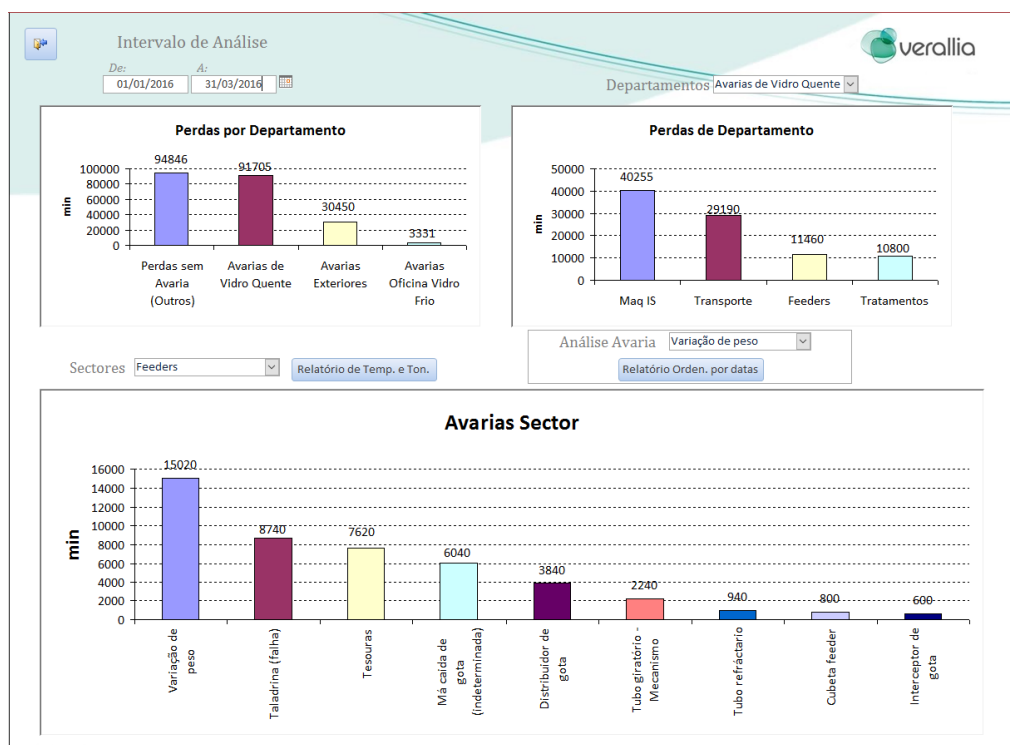 Intervalo de Análise
De: A:
01/01/2016 31/03/2016
verallia
Departamentos Avarias de Vidro Quente
Perdas por Departamento
94846
91705
30450
3331
100000
80000
60000
40000
20000
0
min
Perdas sem Avaria (Outros)
Avarias de Vidro Quente
Avarias Exteriores
Avarias Oficina Vidro Frio
Perdas de Departamento
40255
29190
11460
10800
50000
40000
30000
20000
10000
0
min
Maq IS
Transporte
Feeders
Tratamentos
Análise Avaria Variação de peso
Relatório Orden. por datas
Sectores Feeders
Relatório de Temp. e Ton.
Avarias Sector
15020
8740
7620
6040
3840
2240
940
800
600
16000
14000
12000
10000
8000
6000
4000
2000
0
min
Variação de peso
Taladrina (falha)
Tesouras
Má caida de gota (indeterminada)
Distribuidor de gota
Tubo giratório - Mecanismo
Tubo refráctario
Cubeta feeder
Interceptor de gota